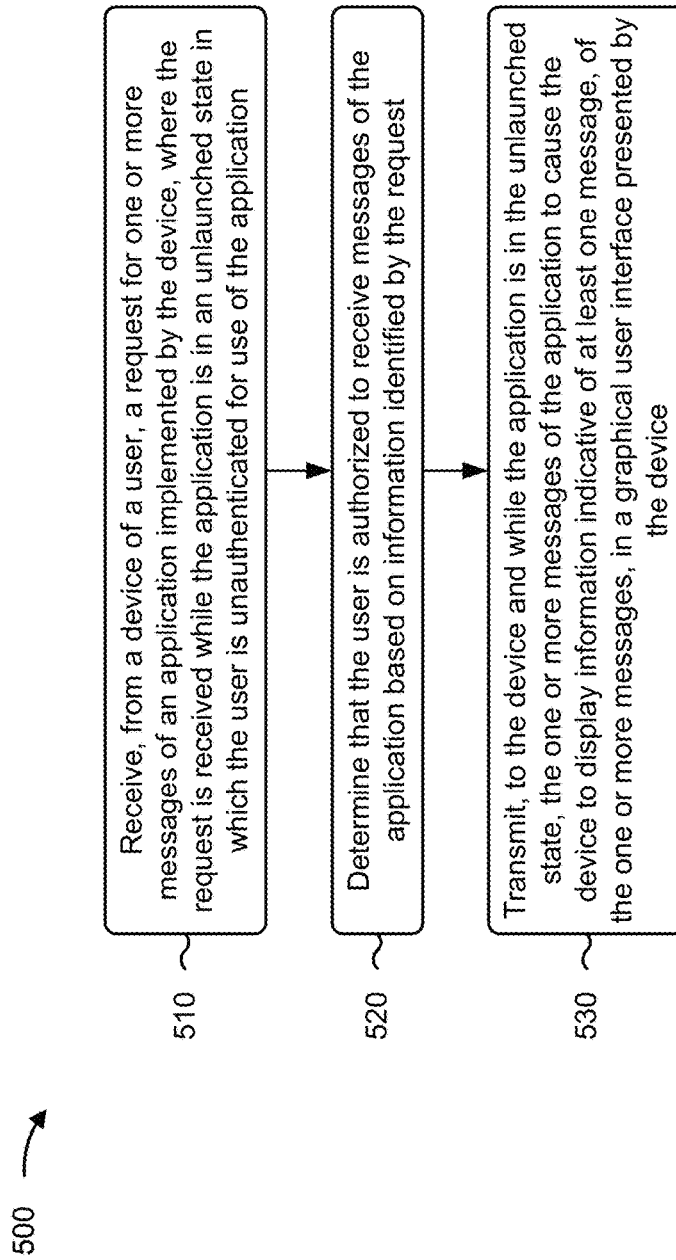 500
510
Receive, from a device of a user, a request for one or more
messages of an application implemented by the device, where the
request is received while the application is in an unlaunched state in
which the user is unauthenticated for use of the application
520
Determine that the user is authorized to receive messages of the
application based on information identified by the request
530
Transmit, to the device and while the application is in the unlaunched
state, the one or more messages of the application to cause the
device to display information indicative of at least one message, of
the one or more messages, in a graphical user interface presented by
the device